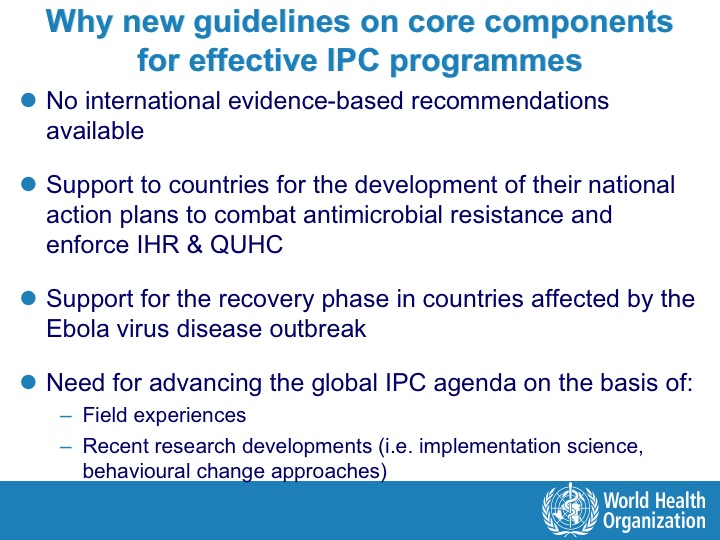 Why new guidelines on core components
for effective IPC programmes
● No international evidence-based recommendations
available
● Support to countries for the development of their national
action plans to combat antimicrobial resistance and
enforce IHR & QUHC
● Support for the recovery phase in countries affected by the
Ebola virus disease outbreak
● Need for advancing the global IPC agenda on the basis of:
– Field experiences
– Recent research developments (i.e. implementation science,
behavioural change approaches)
World Health
Organization